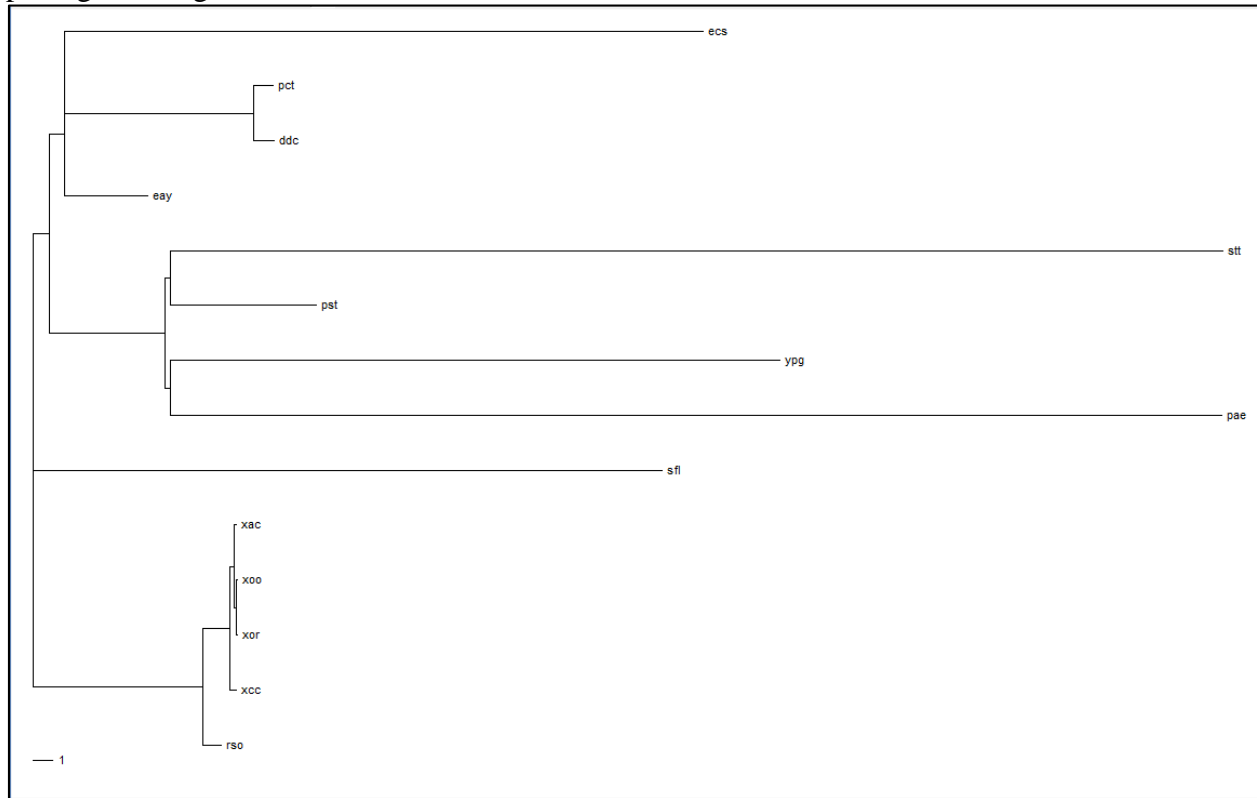 ecs
pct
ddc
eay
stt
pst
ypg
pae
sfl
xac
xoo
xor
xcc
rso
1